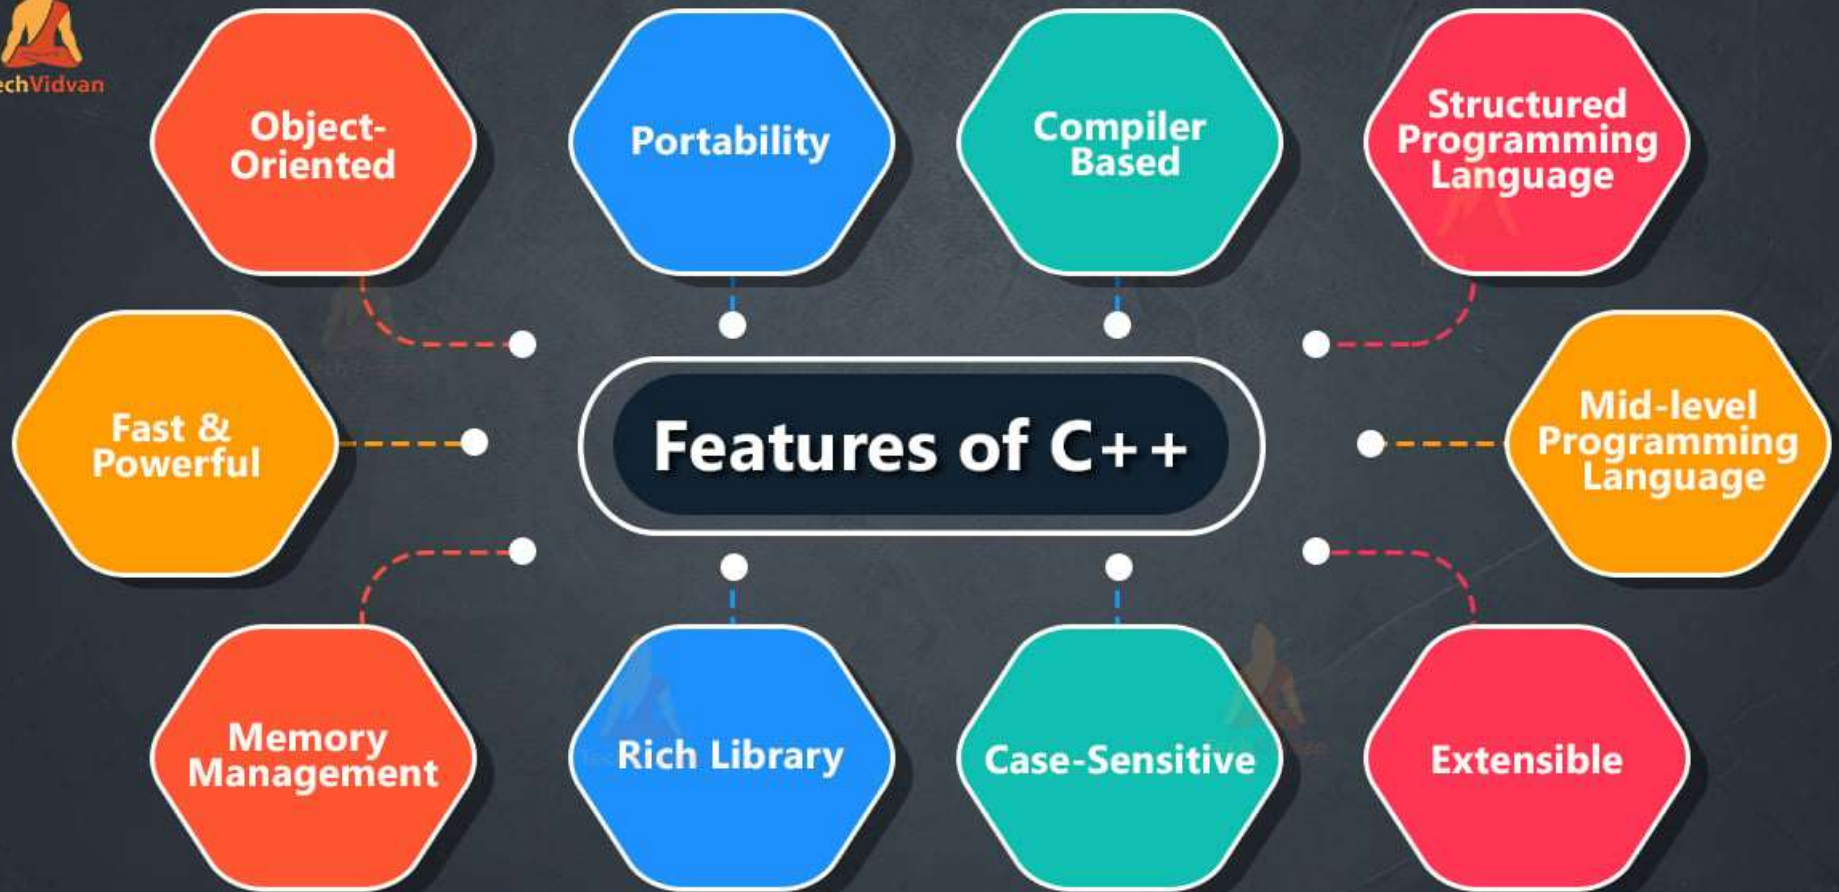 echVidvan
Object-
Oriented
Portability
Compiler
Based
Structured
Programming
Language
Fast &
Powerful
Features of C++
Mid-level
Programming
Language
Memory
Management
Rich Library
Case-Sensitive
Extensible